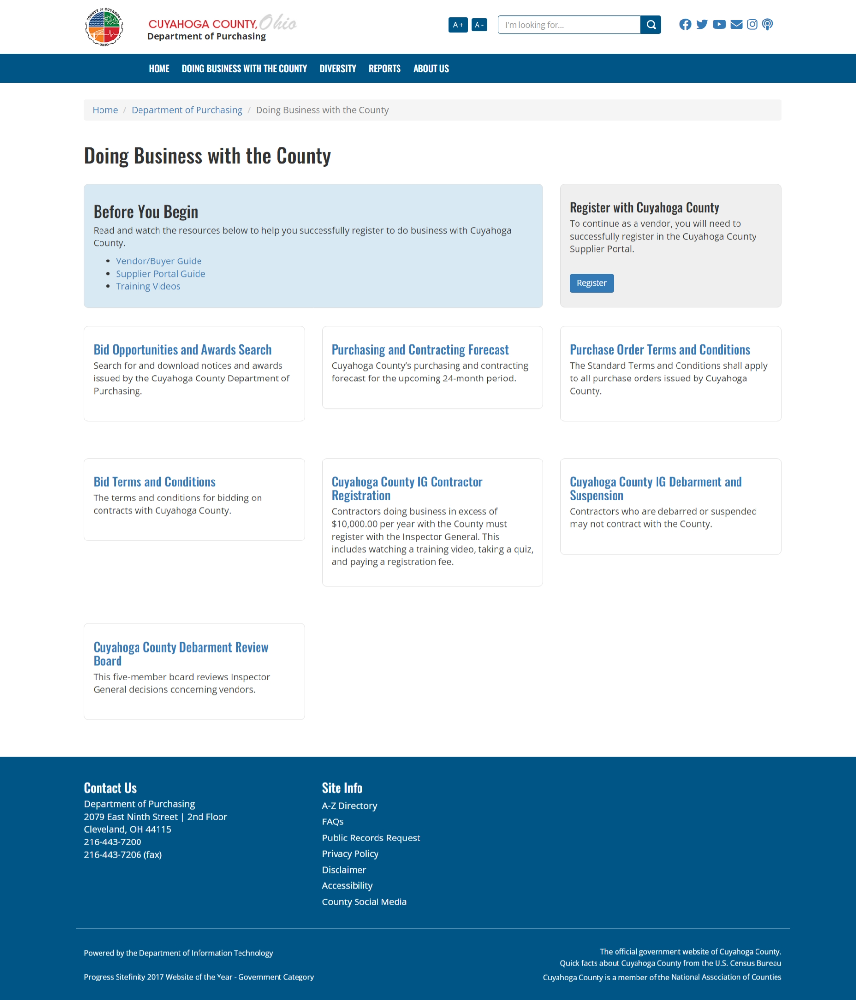 COUNTY OF CUYAHOGA
OHIO
CUYAHOGA COUNTY, Ohio
Department of Purchasing
A +
A -
I'm looking for...
HOME
DOING BUSINESS WITH THE COUNTY
DIVERSITY
REPORTS
ABOUT US
Home / Department of Purchasing / Doing Business with the County
Doing Business with the County
Before You Begin
Read and watch the resources below to help you successfully register to do business with Cuyahoga
County.
Vendor/Buyer Guide
Supplier Portal Guide
Training Videos
Register with Cuyahoga County
To continue as a vendor, you will need to
successfully register in the Cuyahoga County
Supplier Portal.
Register
Bid Opportunities and Awards Search
Search for and download notices and awards
issued by the Cuyahoga County Department of
Purchasing.
Purchasing and Contracting Forecast
Cuyahoga County’s purchasing and contracting
forecast for the upcoming 24-month period.
Purchase Order Terms and Conditions
The Standard Terms and Conditions shall apply
to all purchase orders issued by Cuyahoga
County.
Bid Terms and Conditions
The terms and conditions for bidding on
contracts with Cuyahoga County.
Cuyahoga County IG Contractor
Registration
Contractors doing business in excess of
$10,000.00 per year with the County must
register with the Inspector General. This
includes watching a training video, taking a quiz,
and paying a registration fee.
Cuyahoga County IG Debarment and
Suspension
Contractors who are debarred or suspended
may not contract with the County.
Cuyahoga County Debarment Review
Board
This five-member board reviews Inspector
General decisions concerning vendors.
Contact Us
Department of Purchasing
2079 East Ninth Street | 2nd Floor
Cleveland, OH 44115
216-443-7200
216-443-7206 (fax)
Site Info
A-Z Directory
FAQs
Public Records Request
Privacy Policy
Disclaimer
Accessibility
County Social Media
Powered by the Department of Information Technology
Progress Sitefinity 2017 Website of the Year - Government Category
The official government website of Cuyahoga County.
Quick facts about Cuyahoga County from the U.S. Census Bureau
Cuyahoga County is a member of the National Association of Counties